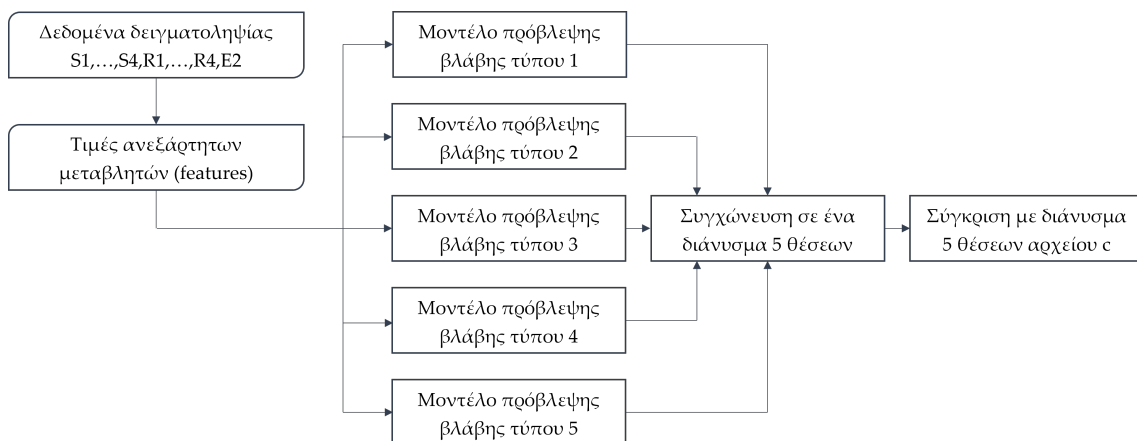 Δεδομένα δειγματοληψίας
S1,…,S4,R1,…,R4,E2
Τιμές ανεξάρτητων
μεταβλητών (features)
Μοντέλο πρόβλεψης
βλάβης τύπου 1
Μοντέλο πρόβλεψης
βλάβης τύπου 2
Μοντέλο πρόβλεψης
βλάβης τύπου 3
Μοντέλο πρόβλεψης
βλάβης τύπου 4
Μοντέλο πρόβλεψης
βλάβης τύπου 5
Συγχώνευση σε ένα
διάνυσμα 5 θέσεων
Σύγκριση με διάνυσμα
5 θέσεων αρχείου c